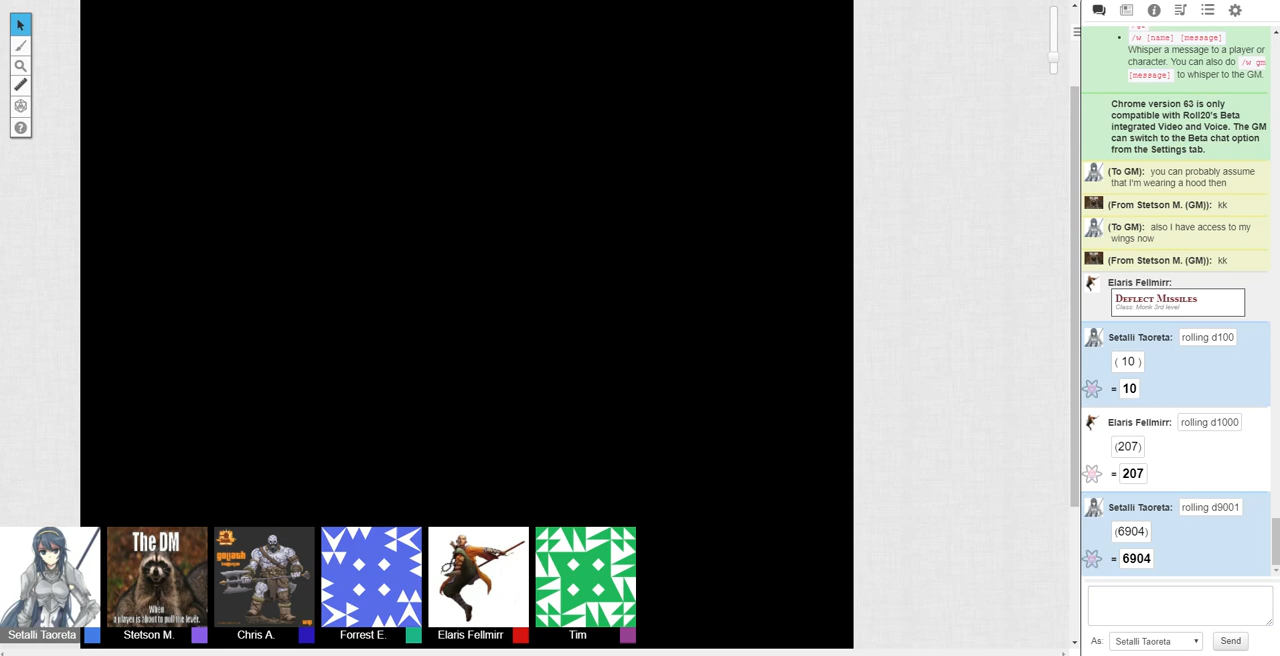 /w [name] [message]
Whisper a message to a player or
character. You can also do /w gm
[message] to whisper to the GM.
Chrome version 63 is only
compatible with Roll20's Beta
integrated Video and Voice. The GM
can switch to the Beta chat option
from the Settings tab.
(To GM): you can probably assume
that I'm wearing a hood then
(From Stetson M. (GM)): kk
(To GM): also I have access to my
wings now
(From Stetson M. (GM)): kk
Elaris Fellmirr:
Deflect Missiles
Class: Monk 3rd level
Setalli Taoreta: rolling d100
( 10 )
= 10
Elaris Fellmirr: rolling d1000
(207)
= 207
Setalli Taoreta: rolling d9001
(6904)
= 6904
As: Setalli Taoreta Send
The DM
When
a player is about to pull the lever.
goliath
Setalli Taoreta
Stetson M.
Chris A.
Forrest E.
Elaris Fellmirr
Tim